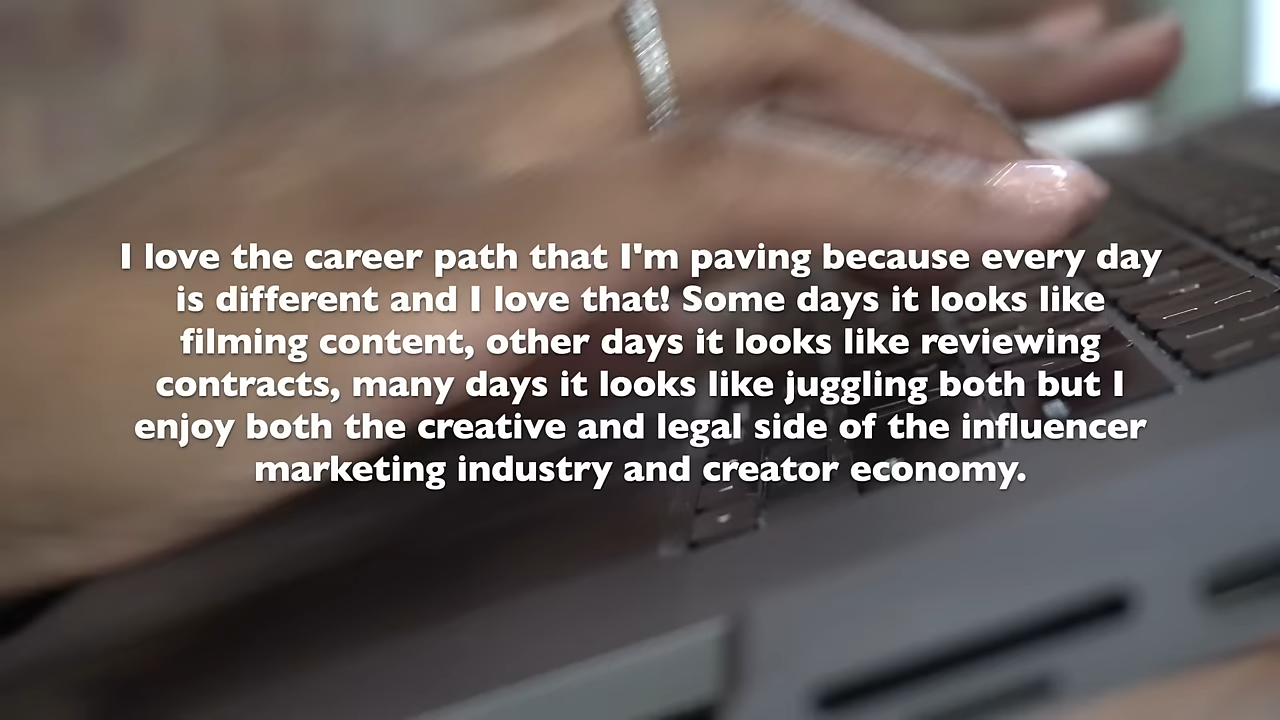 I love the career path that I'm paving because every day
is different and I love that! Some days it looks like
filming content, other days it looks like reviewing
contracts, many days it looks like juggling both but I
enjoy both the creative and legal side of the influencer
marketing industry and creator economy.